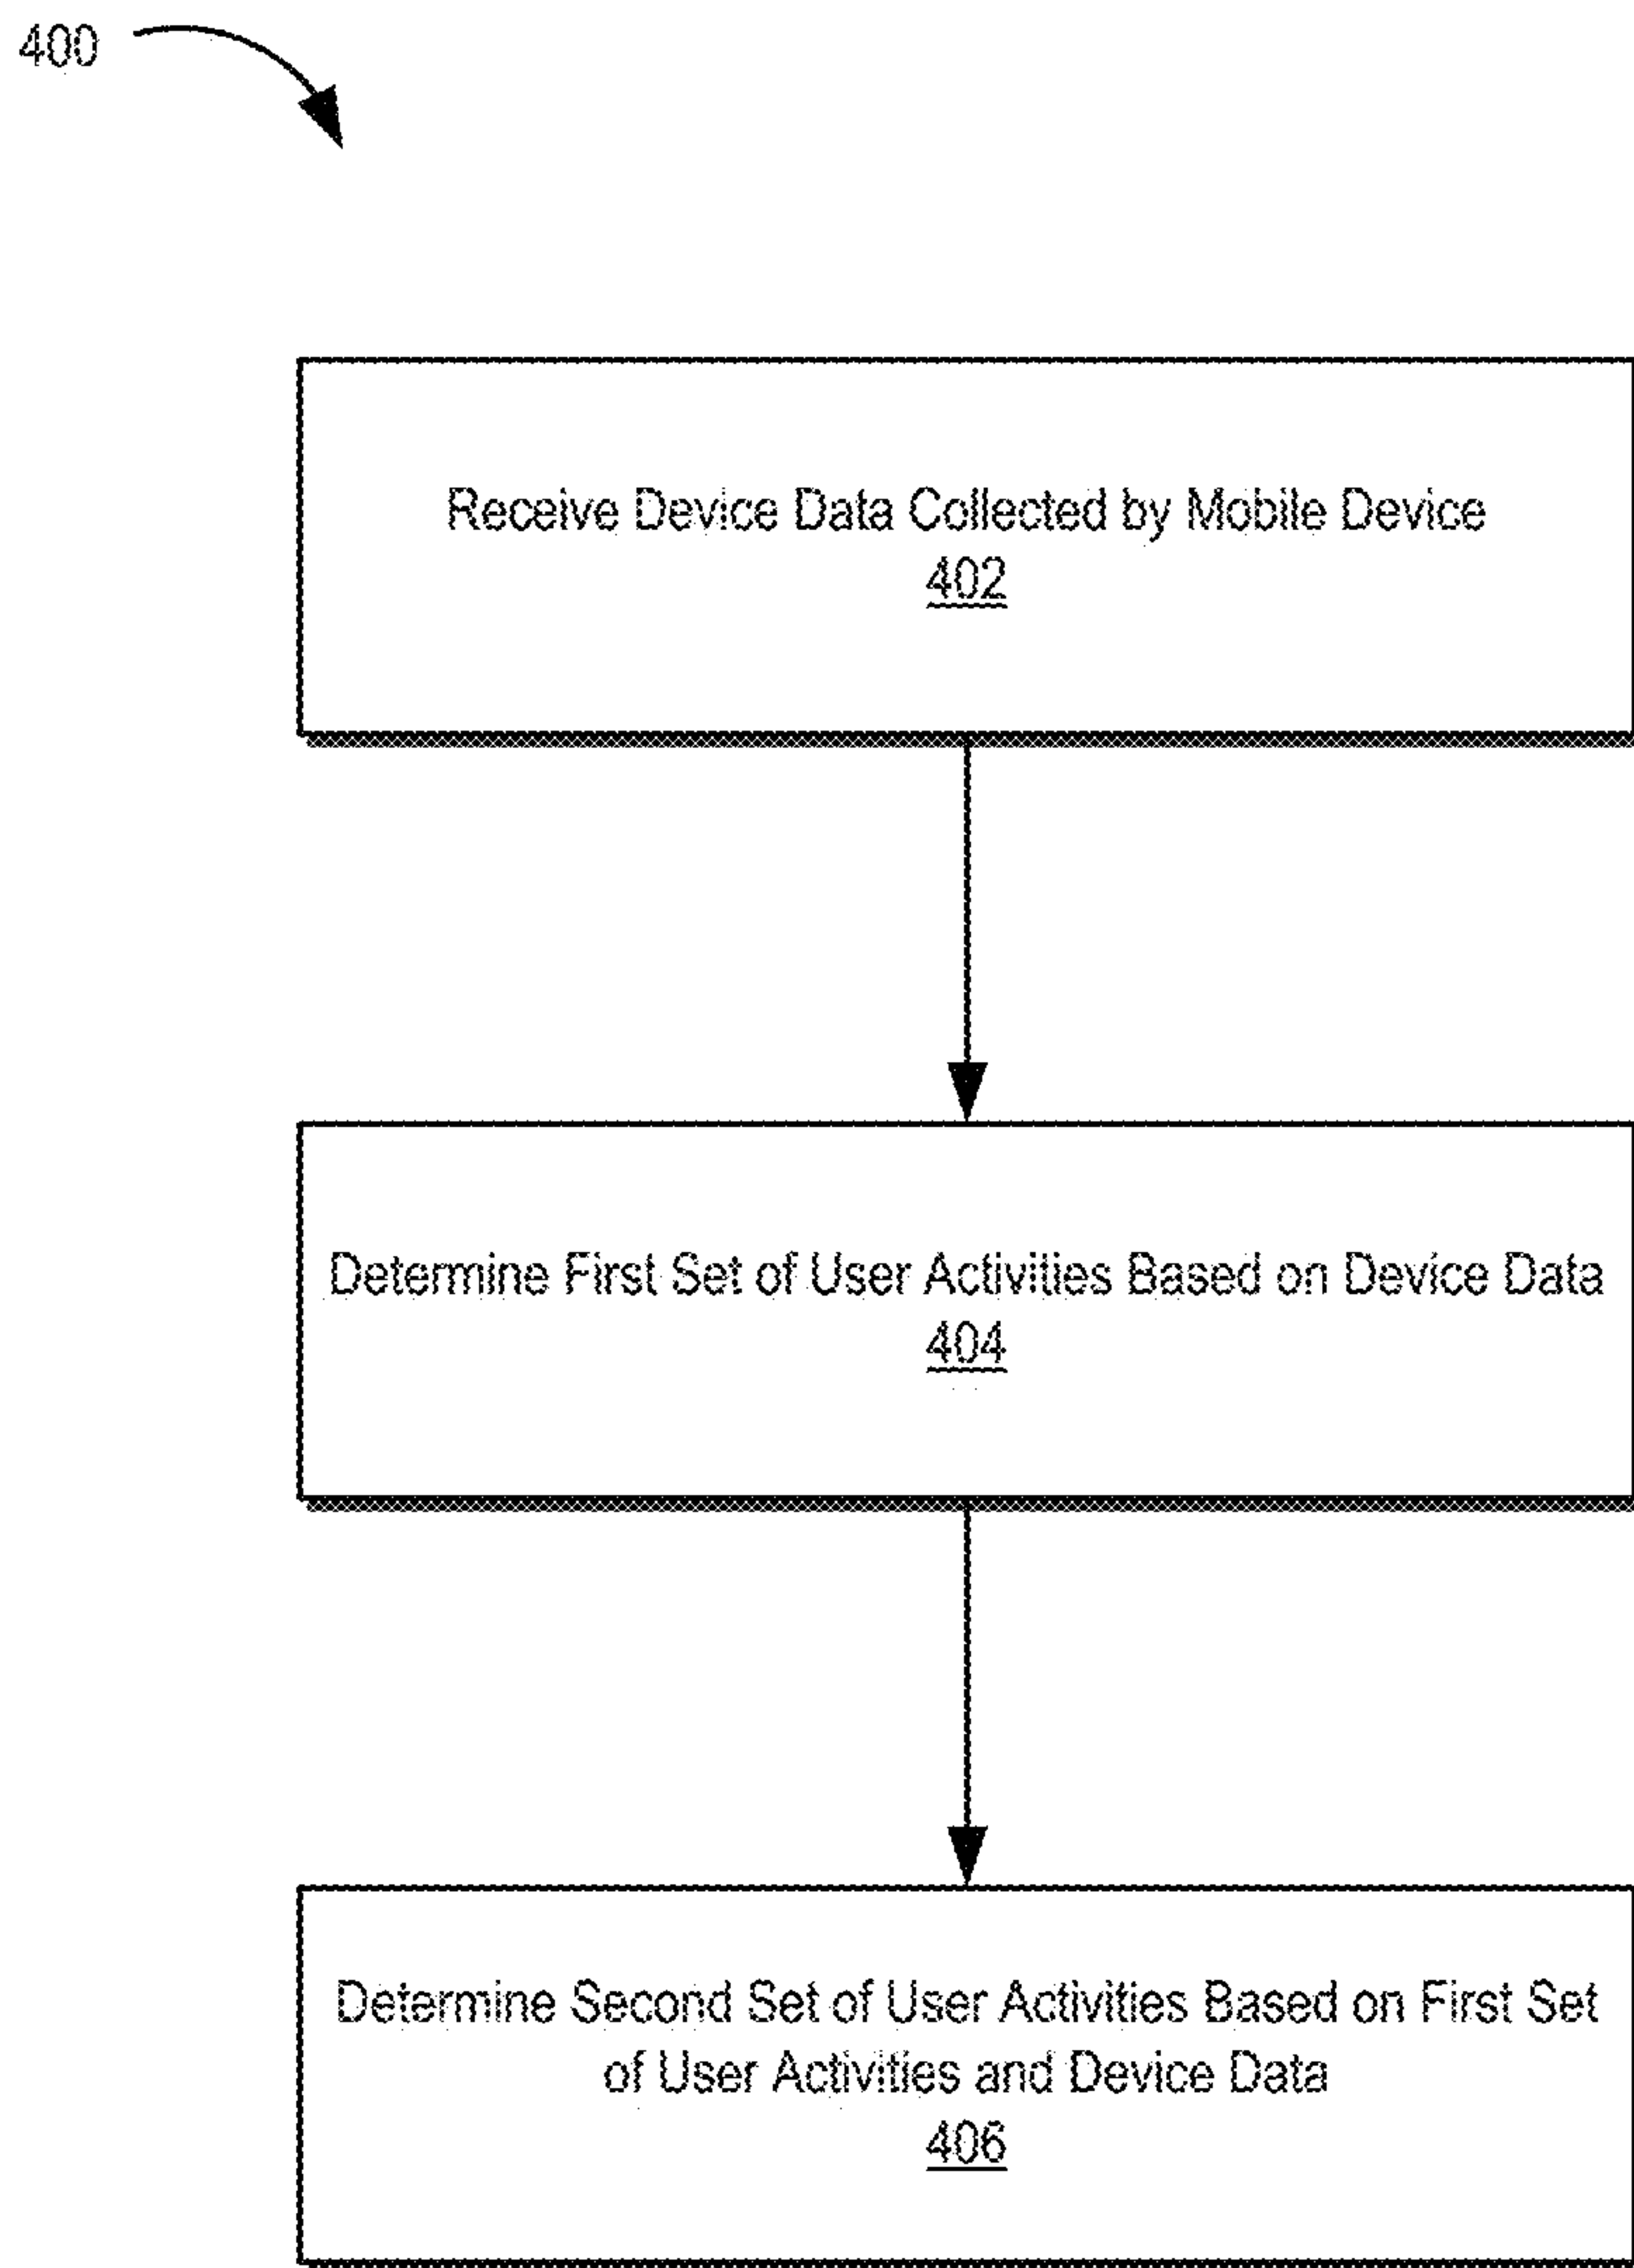 400
Receive Device Data Collected by Mobile Device
402
Determine First Set of User Activities Based on Device Data
404
Determine Second Set of User Activities Based on First Set
of User Activities and Device Data
406